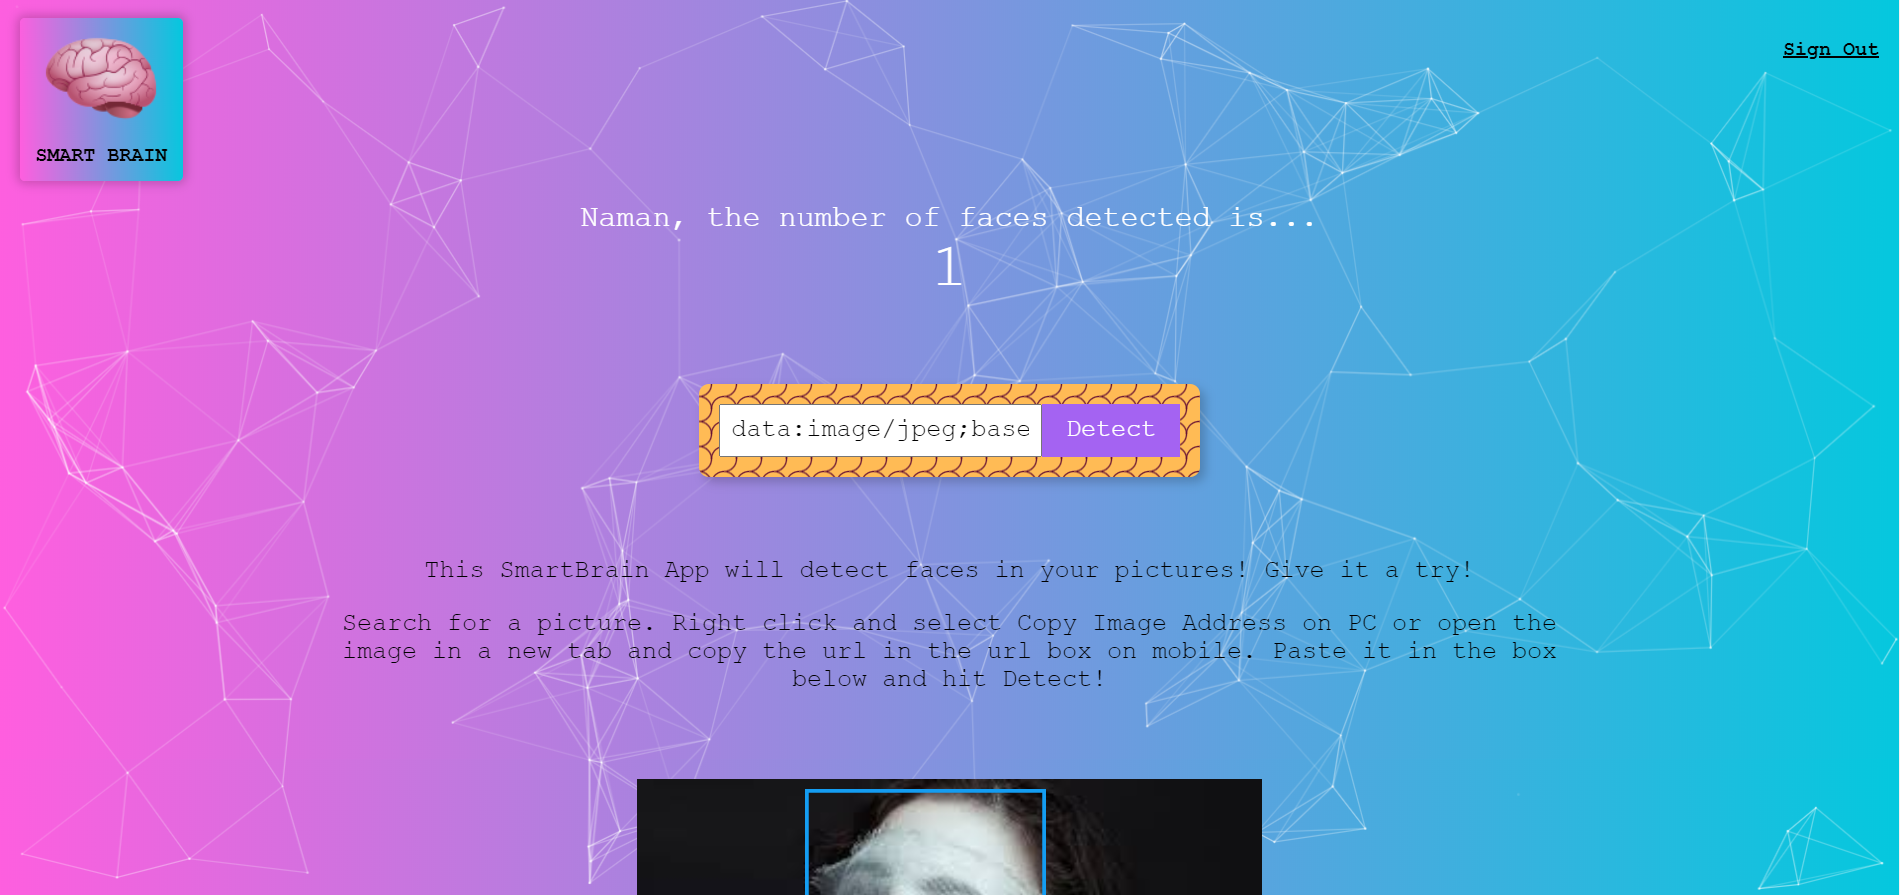 SMART BRAIN
Sign Out
Naman, the number of faces detected is...
1
data:image/jpeg;base
Detect
This SmartBrain App will detect faces in your pictures! Give it a try!
Search for a picture. Right click and select Copy Image Address on PC or open the
image in a new tab and copy the url in the url box on mobile. Paste it in the box
below and hit Detect!